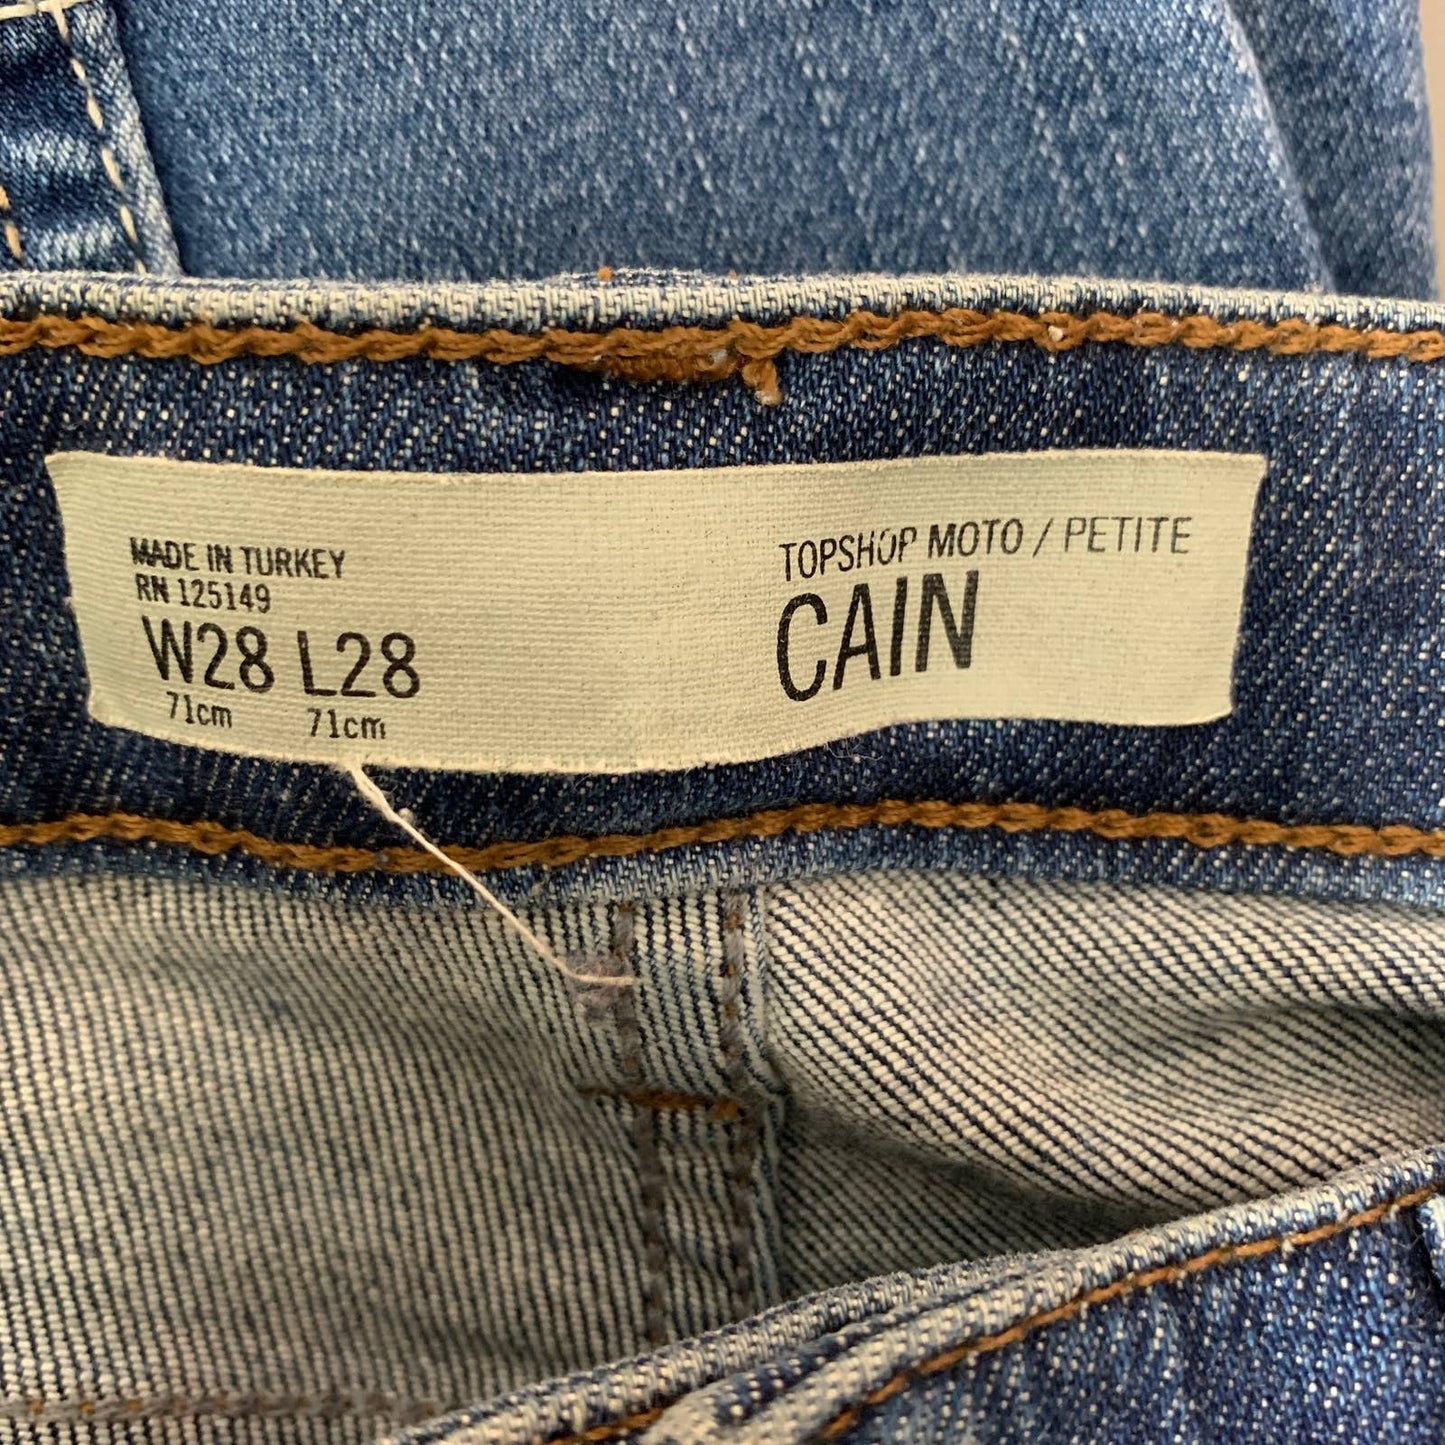 MADE IN TURKEY
RN 125149
W28 L28
71cm 71cm
TOPSHOP MOTO / PETITE
CAIN